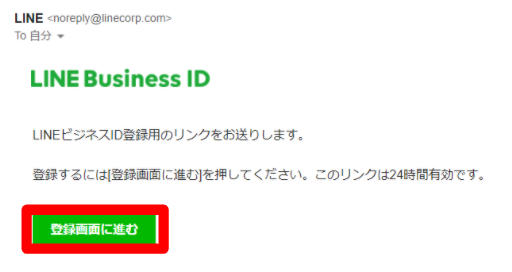 LINE <noreply@linecorp.com>
To 自分
LINE Business ID
LINEビジネスID登録用のリンクをお送りします。
登録するには[登録画面に進む]を押してください。このリンクは24時間有効です。
登録画面に進む